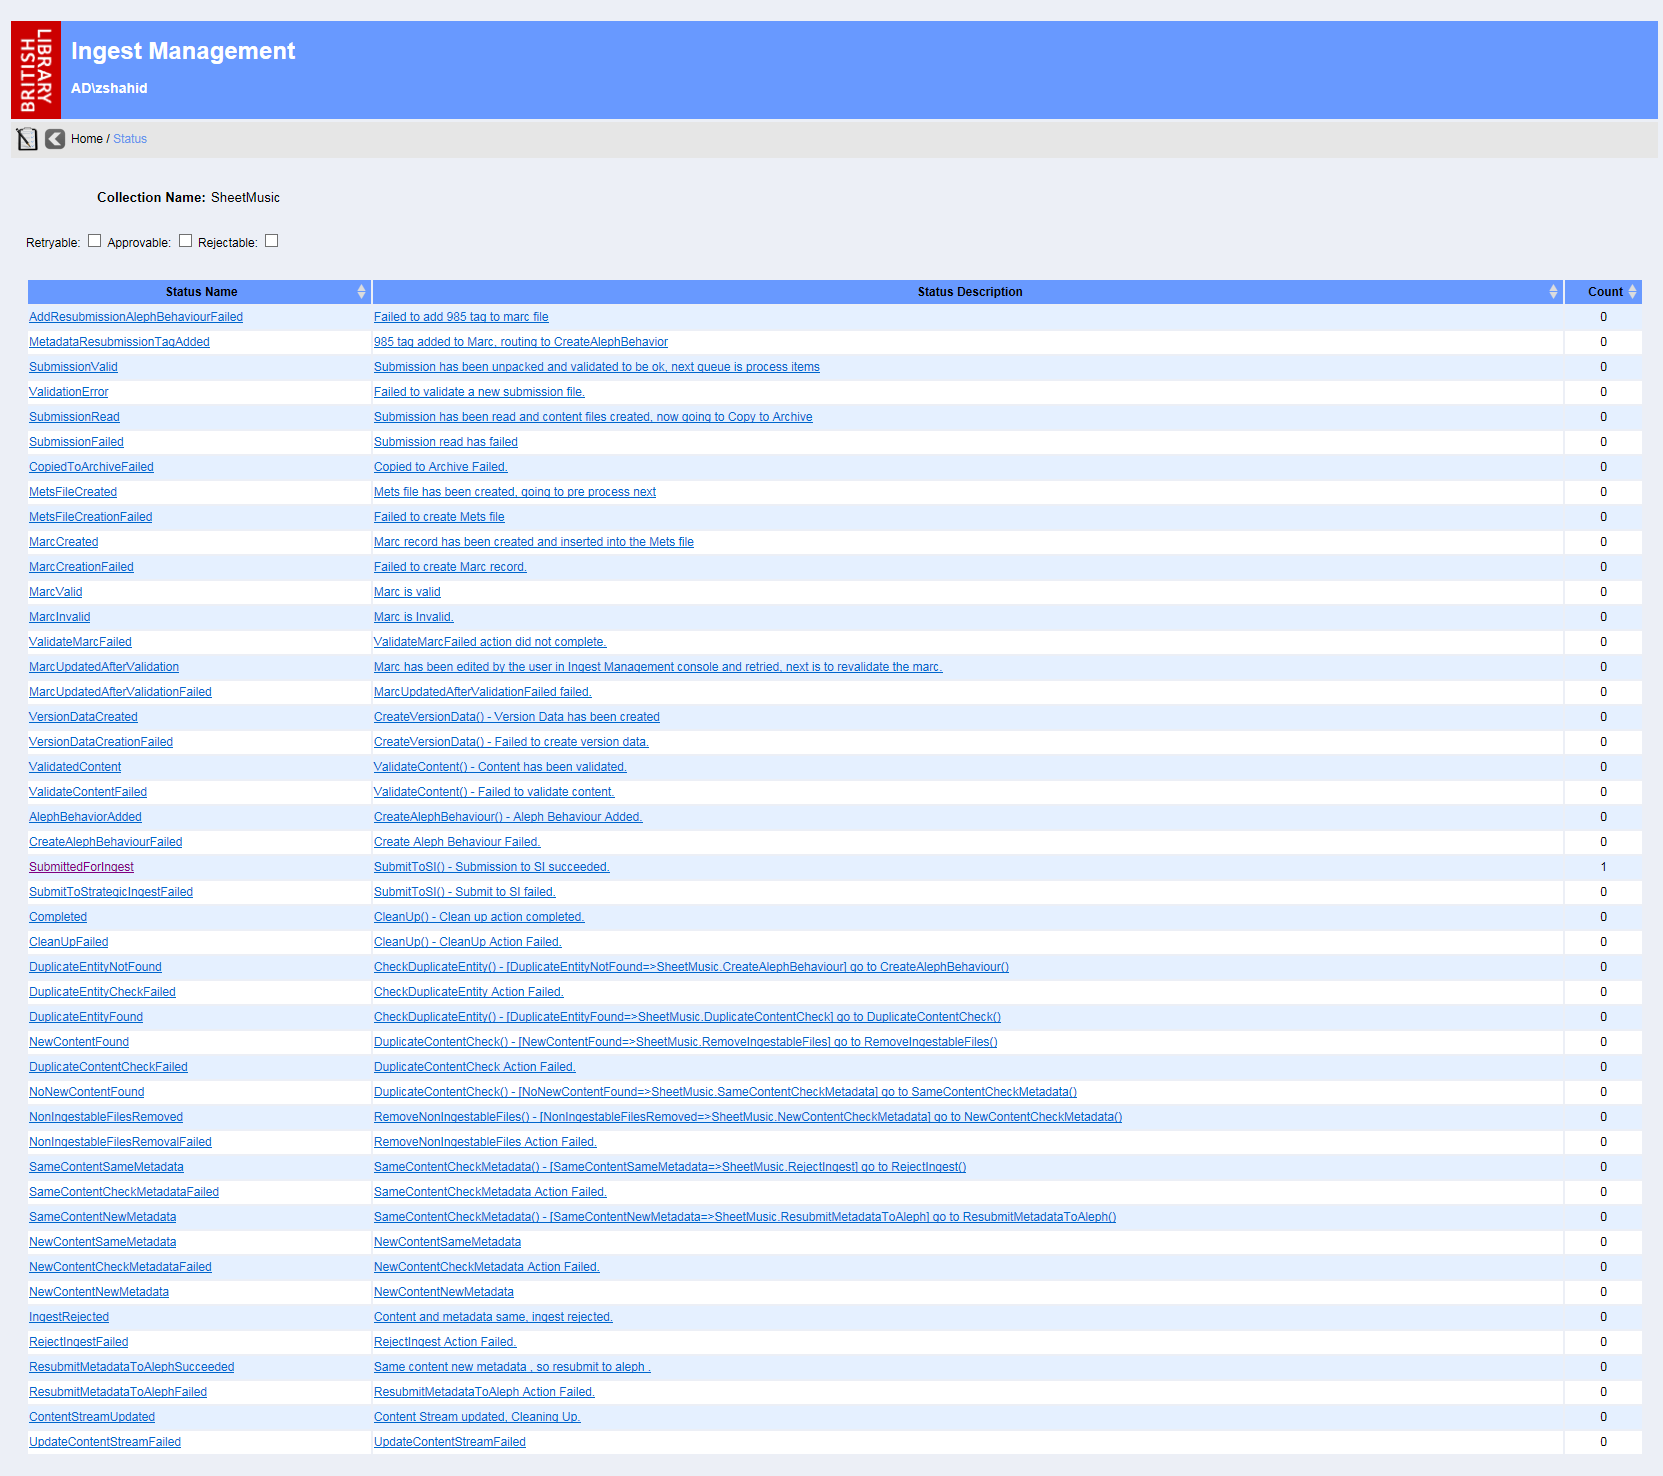 BRITISH
LIBRARY
Ingest Management
AD\zshahid
Home / Status
Collection Name: SheetMusic
Retryable: Approvable: Rejectable:
Status Name Status Description Count
AddResubmissionAlephBehaviourFailed Failed to add 985 tag to marc file 0
MetadataResubmissionTagAdded 985 tag added to Marc, routing to CreateAlephBehavior 0
SubmissionValid Submission has been unpacked and validated to be ok, next queue is process items 0
ValidationError Failed to validate a new submission file. 0
SubmissionRead Submission has been read and content files created, now going to Copy to Archive 0
SubmissionFailed Submission read has failed 0
CopiedToArchiveFailed Copied to Archive Failed. 0
MetsFileCreated Mets file has been created, going to pre process next 0
MetsFileCreationFailed Failed to create Mets file 0
MarcCreated Marc record has been created and inserted into the Mets file 0
MarcCreationFailed Failed to create Marc record. 0
MarcValid Marc is valid 0
MarcInvalid Marc is Invalid. 0
ValidateMarcFailed ValidateMarcFailed action did not complete. 0
MarcUpdatedAfterValidation Marc has been edited by the user in Ingest Management console and retried, next is to revalidate the marc. 0
MarcUpdatedAfterValidationFailed MarcUpdatedAfterValidationFailed failed. 0
VersionDataCreated CreateVersionData() - Version Data has been created 0
VersionDataCreationFailed CreateVersionData() - Failed to create version data. 0
ValidatedContent ValidateContent() - Content has been validated. 0
ValidateContentFailed ValidateContent() - Failed to validate content. 0
AlephBehaviorAdded CreateAlephBehaviour() - Aleph Behaviour Added. 0
CreateAlephBehaviourFailed Create Aleph Behaviour Failed. 0
SubmittedForIngest SubmitToSI() - Submission to SI succeeded. 1
SubmitToStrategicIngestFailed SubmitToSI() - Submit to SI failed. 0
Completed CleanUp() - Clean up action completed. 0
CleanUpFailed CleanUp() - CleanUp Action Failed. 0
DuplicateEntityNotFound CheckDuplicateEntity() - [DuplicateEntityNotFound=>SheetMusic.CreateAlephBehaviour] go to CreateAlephBehaviour() 0
DuplicateEntityCheckFailed CheckDuplicateEntity Action Failed. 0
DuplicateEntityFound CheckDuplicateEntity() - [DuplicateEntityFound=>SheetMusic.DuplicateContentCheck] go to DuplicateContentCheck() 0
NewContentFound DuplicateContentCheck() - [NewContentFound=>SheetMusic.RemoveIngestableFiles] go to RemoveIngestableFiles() 0
DuplicateContentCheckFailed DuplicateContentCheck Action Failed. 0
NoNewContentFound DuplicateContentCheck() - [NoNewContentFound=>SheetMusic.SameContentCheckMetadata] go to SameContentCheckMetadata() 0
NonIngestableFilesRemoved RemoveNonIngestableFiles() - [NonIngestableFilesRemoved=>SheetMusic.NewContentCheckMetadata] go to NewContentCheckMetadata() 0
NonIngestableFilesRemovalFailed RemoveNonIngestableFiles Action Failed. 0
SameContentSameMetadata SameContentCheckMetadata() - [SameContentSameMetadata=>SheetMusic.RejectIngest] go to RejectIngest() 0
SameContentCheckMetadataFailed SameContentCheckMetadata Action Failed. 0
SameContentNewMetadata SameContentCheckMetadata() - [SameContentNewMetadata=>SheetMusic.ResubmitMetadataToAleph] go to ResubmitMetadataToAleph() 0
NewContentSameMetadata NewContentSameMetadata 0
NewContentCheckMetadataFailed NewContentCheckMetadata Action Failed. 0
NewContentNewMetadata NewContentNewMetadata 0
IngestRejected Content and metadata same, ingest rejected. 0
RejectIngestFailed RejectIngest Action Failed. 0
ResubmitMetadataToAlephSucceeded Same content new metadata , so resubmit to aleph . 0
ResubmitMetadataToAlephFailed ResubmitMetadataToAleph Action Failed. 0
ContentStreamUpdated Content Stream updated, Cleaning Up. 0
UpdateContentStreamFailed UpdateContentStreamFailed 0